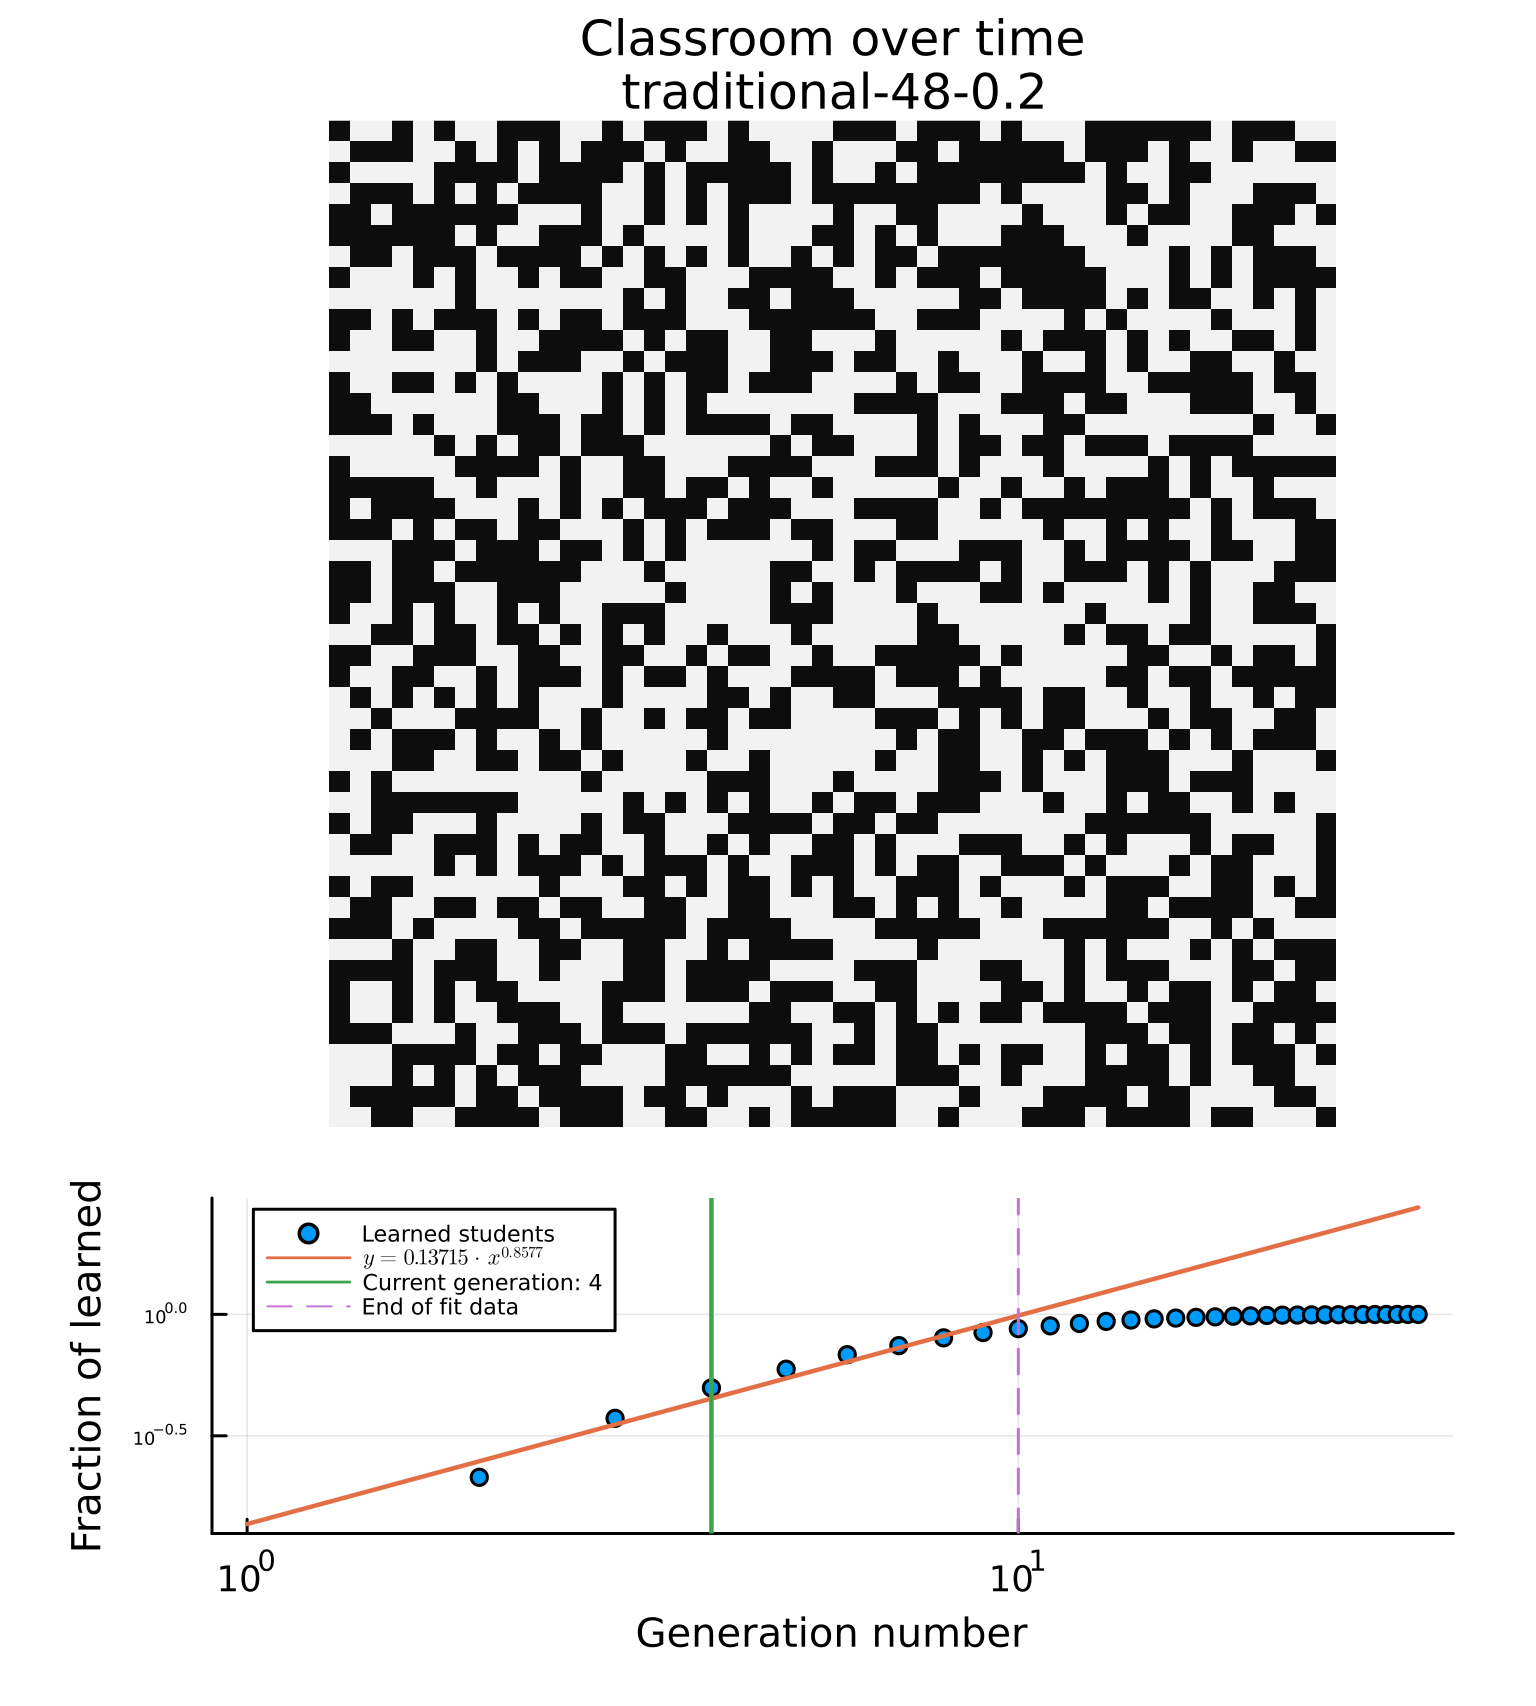 Classroom over time
traditional-48-0.2
Fraction of learned
Learned students
y = 0.13715 · x^0.8577
Current generation: 4
End of fit data
10^0.0
10^−0.5
10^0
10^1
Generation number